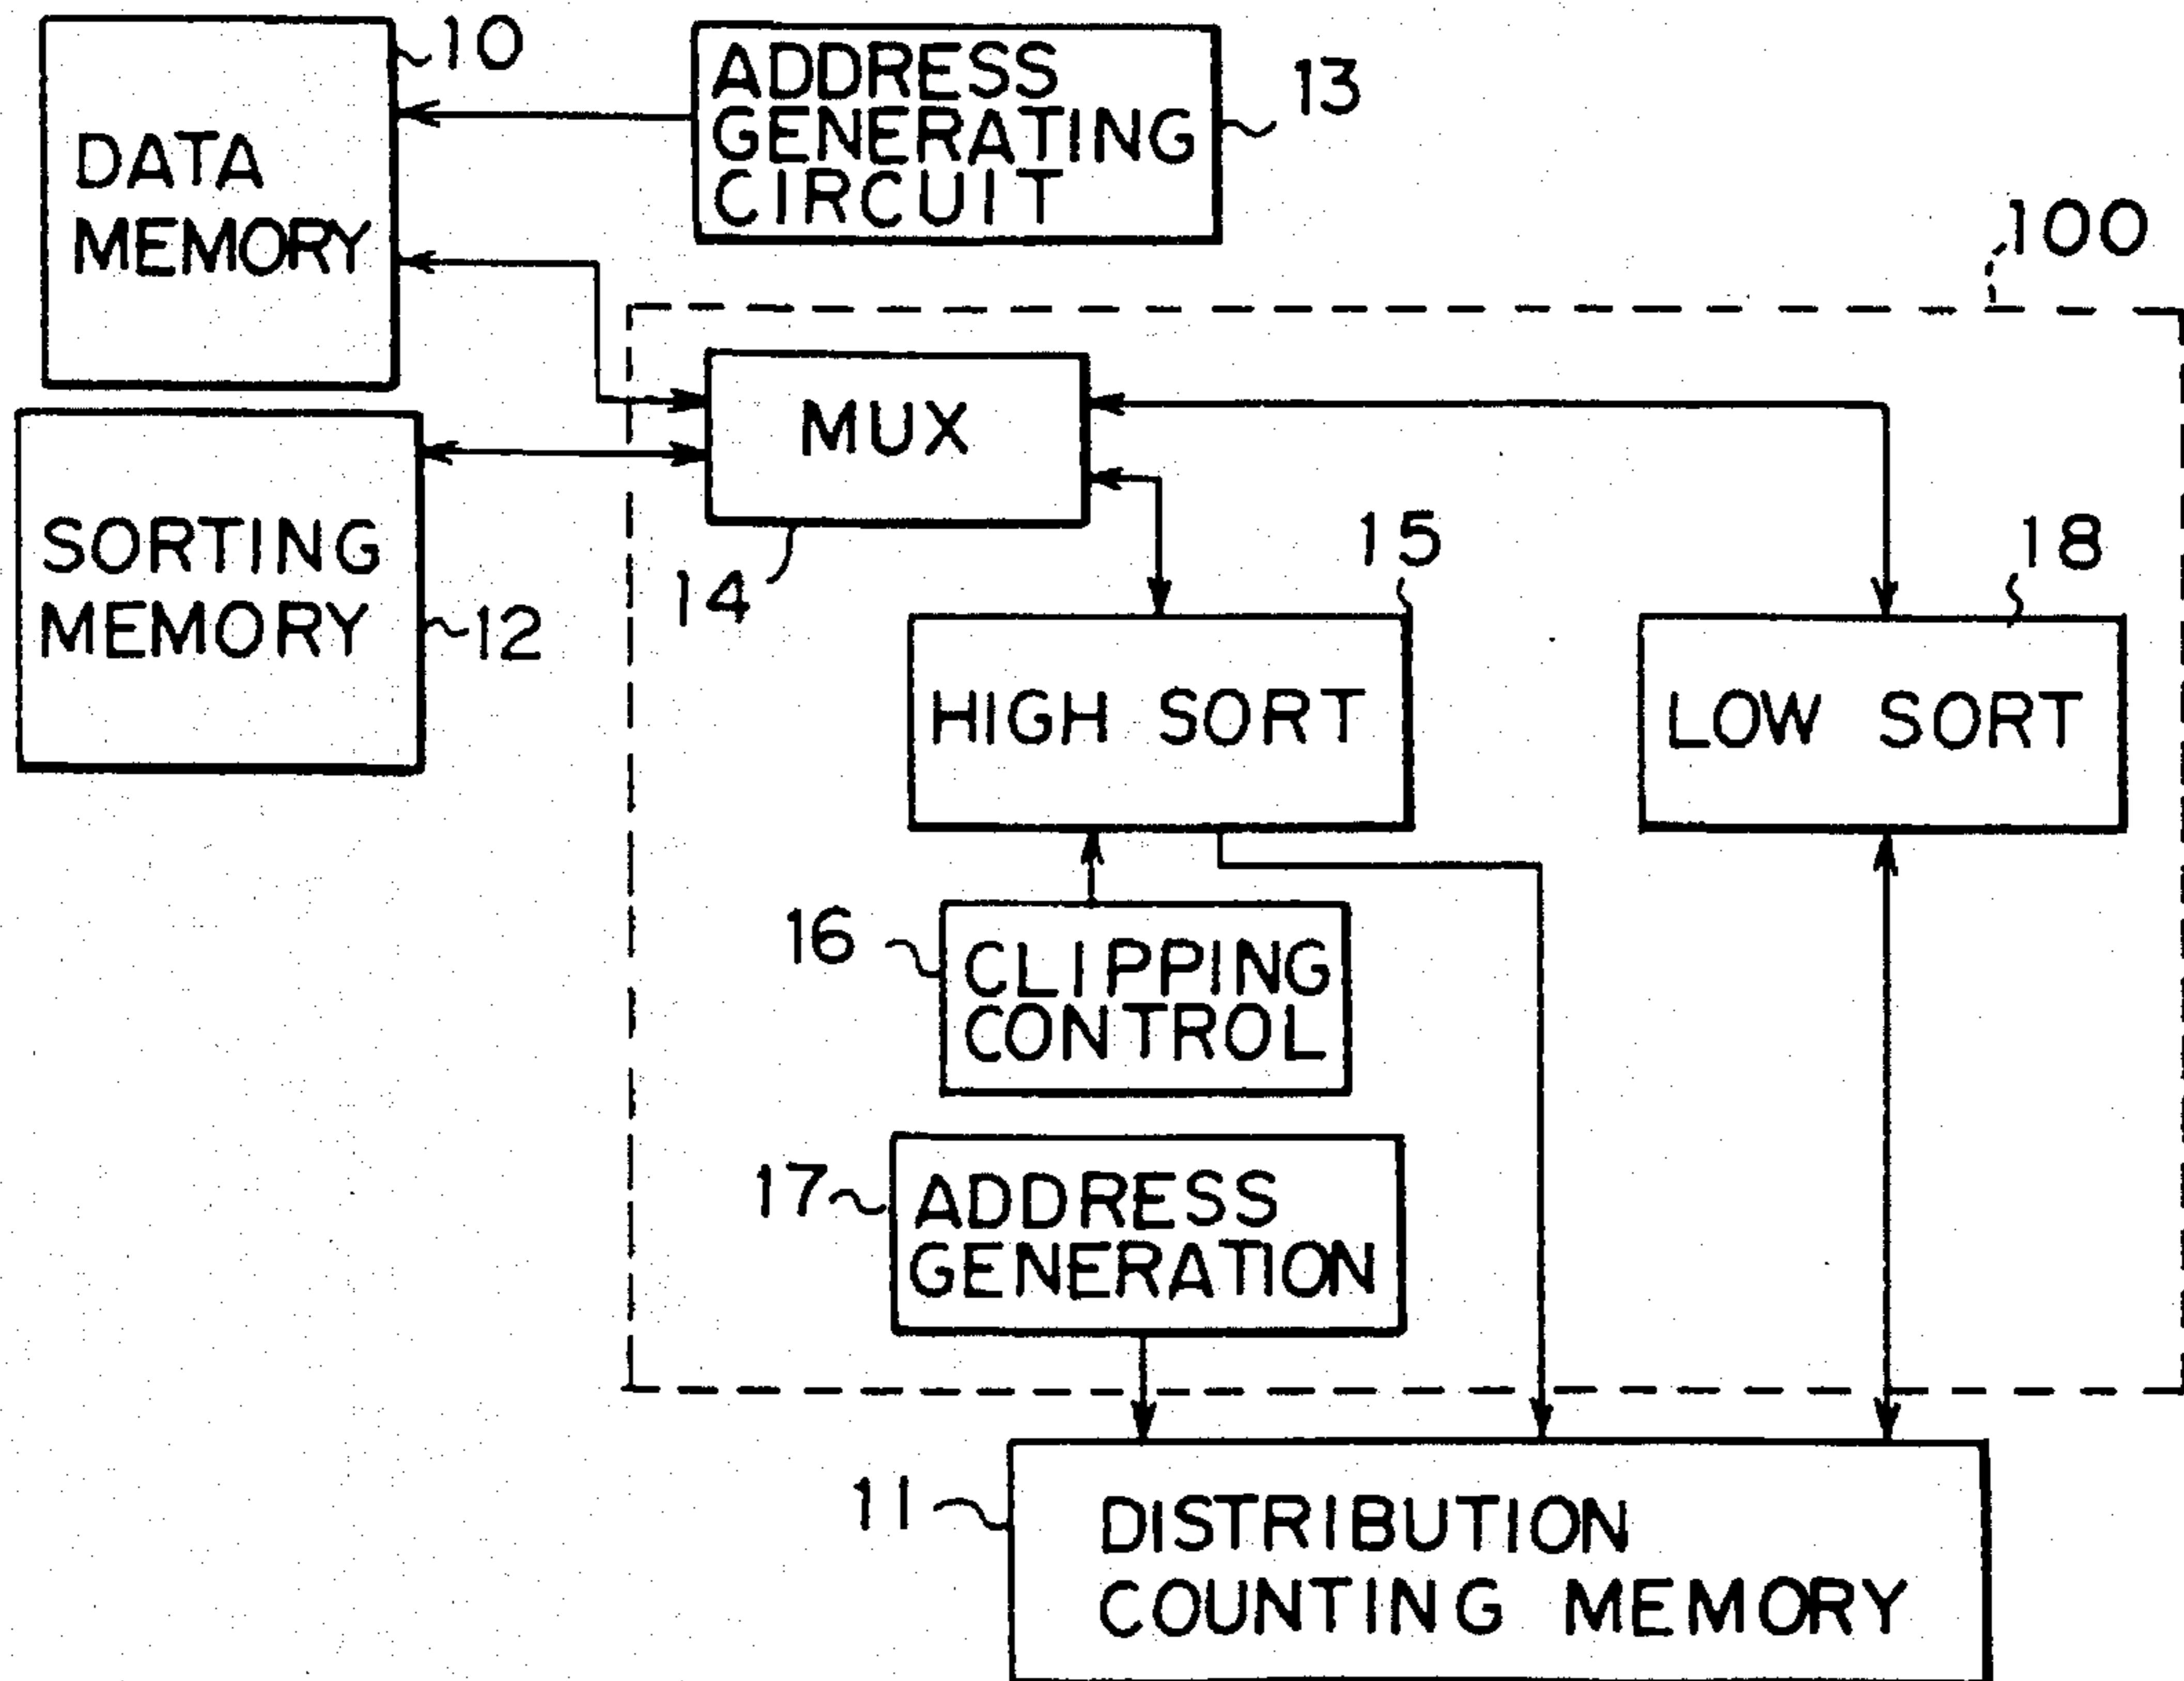 10
DATA
MEMORY
ADDRESS
GENERATING
CIRCUIT
13
100
MUX
14
SORTING
MEMORY
12
15
HIGH SORT
18
LOW SORT
16
CLIPPING
CONTROL
17
ADDRESS
GENERATION
11
DISTRIBUTION
COUNTING MEMORY